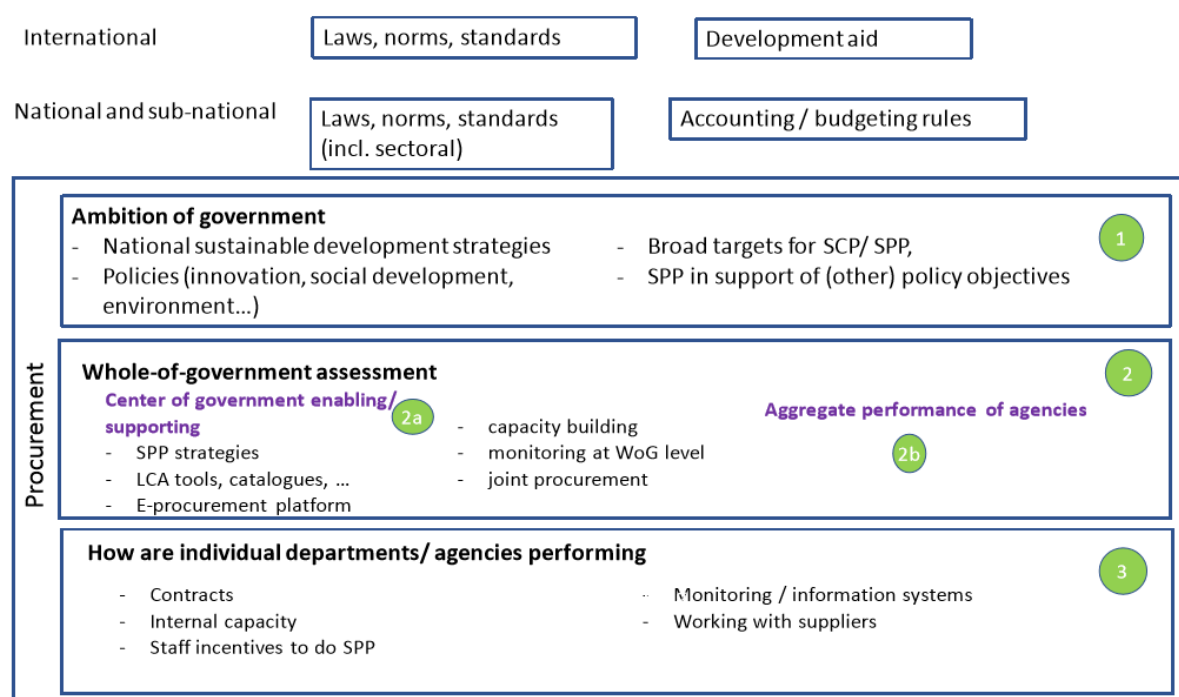 International
Laws, norms, standards
Development aid
National and sub-national
Laws, norms, standards
(incl. sectoral)
Accounting / budgeting rules
Procurement
Ambition of government
- National sustainable development strategies
- Policies (innovation, social development,
environment...)
- Broad targets for SCP/ SPP,
- SPP in support of (other) policy objectives
1
Whole-of-government assessment
2
Center of government enabling/
supporting
2a
- SPP strategies
- LCA tools, catalogues, ...
- E-procurement platform
- capacity building
- monitoring at WoG level
- joint procurement
Aggregate performance of agencies
2b
How are individual departments/ agencies performing
3
- Contracts
- Internal capacity
- Staff incentives to do SPP
- Monitoring / information systems
- Working with suppliers